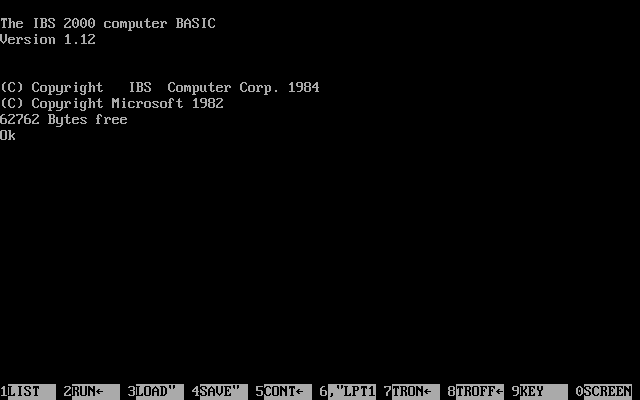 The IBS 2000 computer BASIC
Version 1.12
(C) Copyright   IBS  Computer Corp. 1984
(C) Copyright Microsoft 1982
62762 Bytes free
Ok
1LIST   2RUN←   3LOAD"  4SAVE"  5CONT←  6,"LPT1 7TRON←  8TROFF← 9KEY    0SCREEN